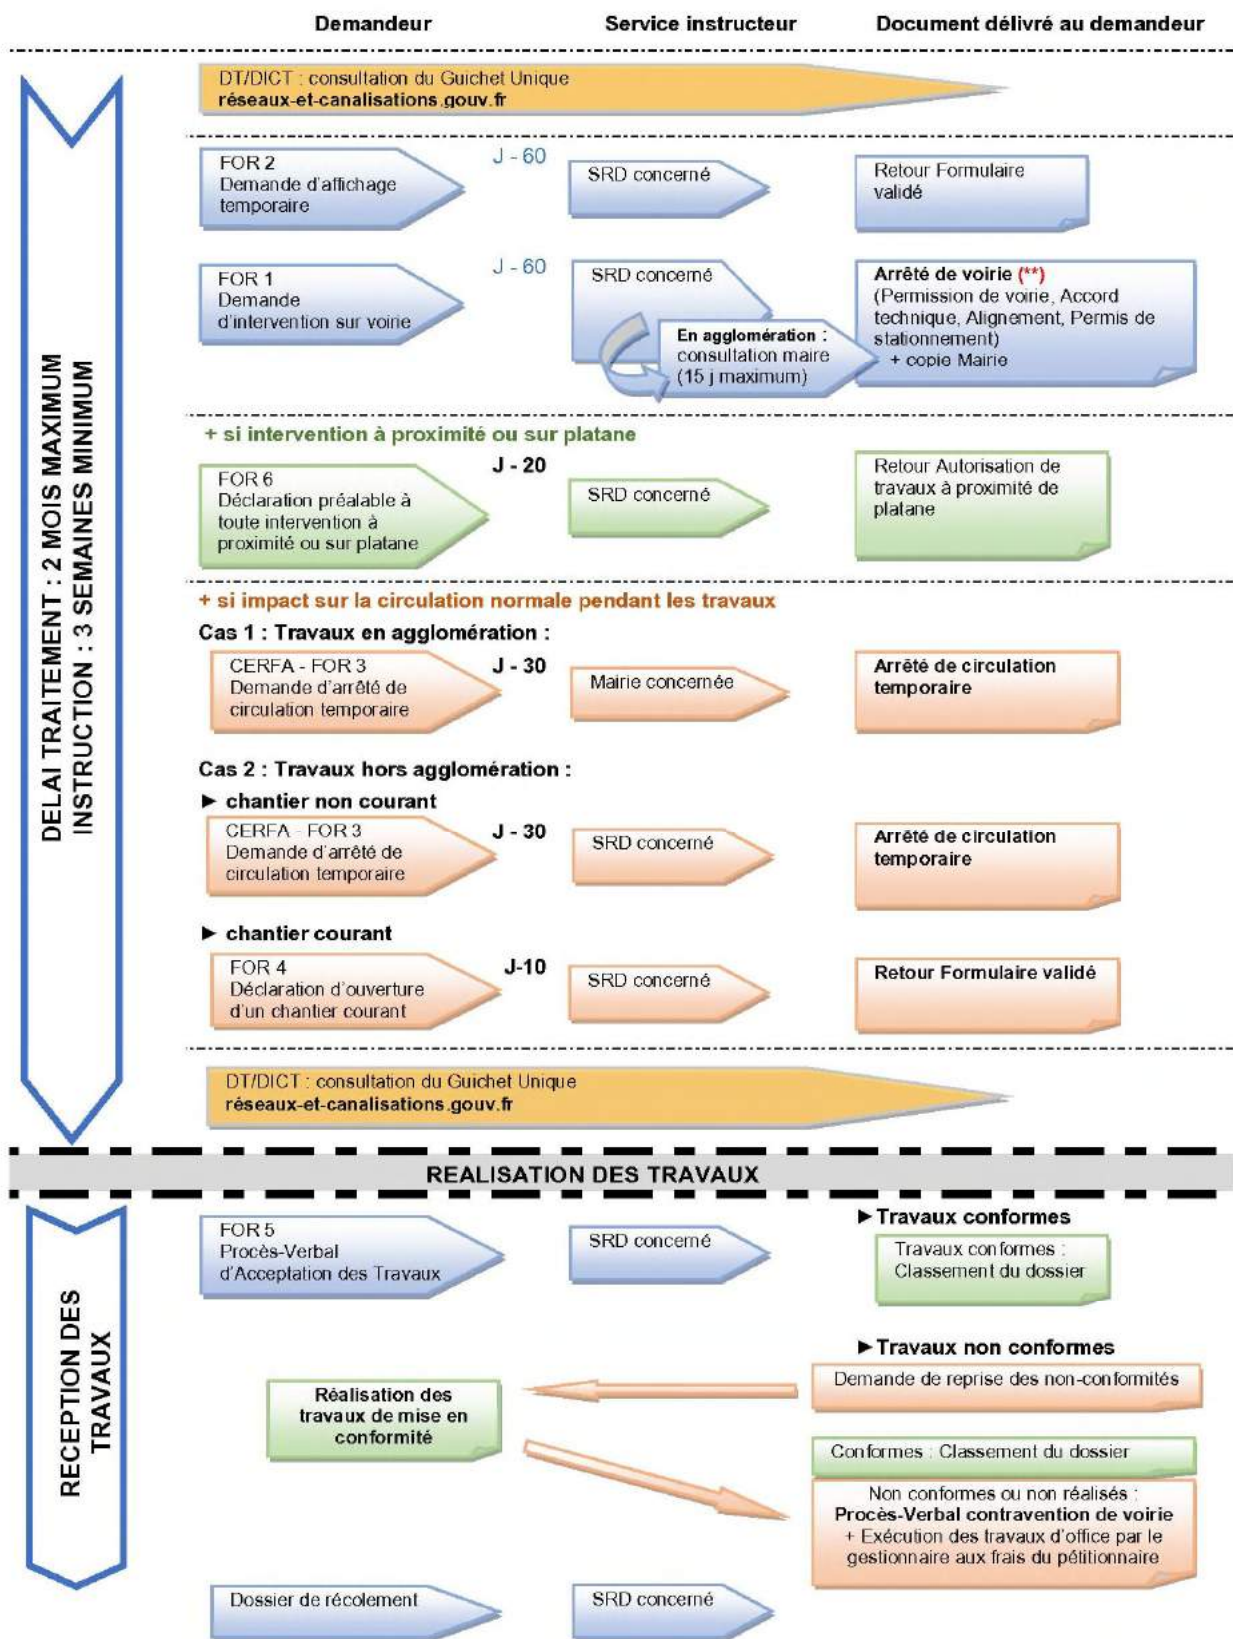 Demandeur
Service instructeur
Document délivré au demandeur
DT/DICT : consultation du Guichet Unique
réseaux-et-canalisations.gouv.fr
DELAI TRAITEMENT : 2 MOIS MAXIMUM
INSTRUCTION : 3 SEMAINES MINIMUM
FOR 2
Demande d'affichage
temporaire
J - 60
SRD concerné
Retour Formulaire
validé
FOR 1
Demande
d'intervention sur voirie
J - 60
SRD concerné
En agglomération :
consultation maire
(15 j maximum)
Arrêté de voirie (**)
(Permission de voirie, Accord
technique, Alignement, Permis de
stationnement)
+ copie Mairie
+ si intervention à proximité ou sur platane
FOR 6
Déclaration préalable à
toute intervention à
proximité ou sur platane
J - 20
SRD concerné
Retour Autorisation de
travaux à proximité de
platane
+ si impact sur la circulation normale pendant les travaux
Cas 1 : Travaux en agglomération :
CERFA - FOR 3
Demande d'arrêté de
circulation temporaire
J - 30
Mairie concernée
Arrêté de circulation
temporaire
Cas 2 : Travaux hors agglomération :
► chantier non courant
CERFA - FOR 3
Demande d'arrêté de
circulation temporaire
J - 30
SRD concerné
Arrêté de circulation
temporaire
► chantier courant
FOR 4
Déclaration d'ouverture
d'un chantier courant
J-10
SRD concerné
Retour Formulaire validé
DT/DICT : consultation du Guichet Unique
réseaux-et-canalisations.gouv.fr
REALISATION DES TRAVAUX
RECEPTION DES
TRAVAUX
FOR 5
Procès-Verbal
d'Acceptation des Travaux
SRD concerné
►Travaux conformes
Travaux conformes :
Classement du dossier
►Travaux non conformes
Demande de reprise des non-conformités
Réalisation des
travaux de mise en
conformité
Conformes : Classement du dossier
Non conformes ou non réalisés :
Procès-Verbal contravention de voirie
+ Exécution des travaux d'office par le
gestionnaire aux frais du pétitionnaire
Dossier de récolement
SRD concerné